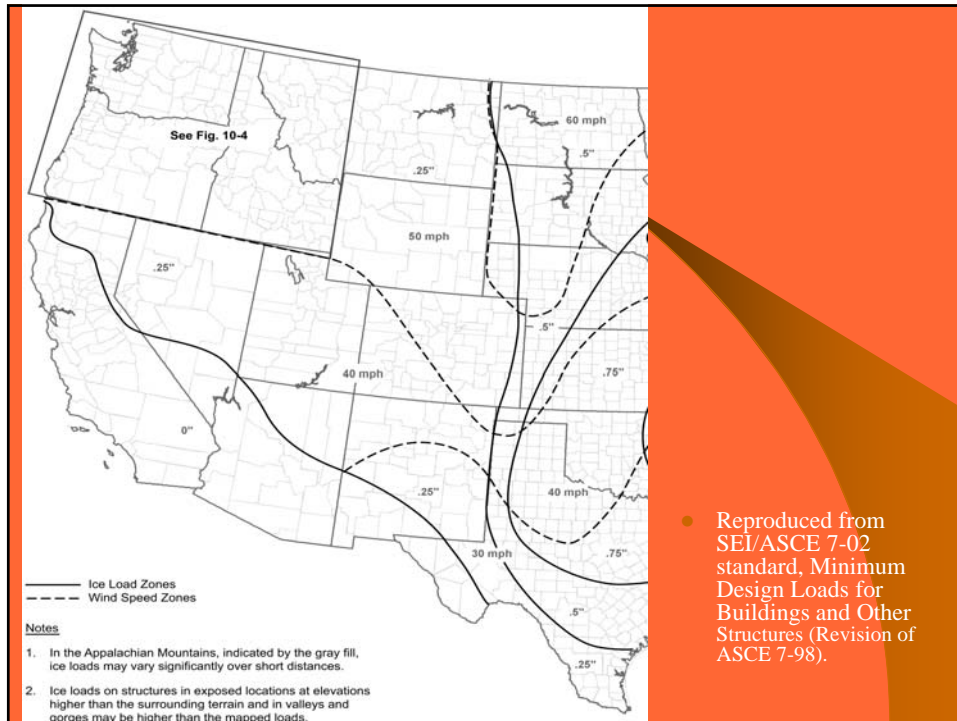 See Fig. 10-4
60 mph
.5"
.25"
50 mph
.25"
.5"
40 mph
.75"
0"
.25"
40 mph
30 mph
.75"
.5"
.25"
Ice Load Zones
Wind Speed Zones
Notes
1. In the Appalachian Mountains, indicated by the gray fill,
ice loads may vary significantly over short distances.
2. Ice loads on structures in exposed locations at elevations
higher than the surrounding terrain and in valleys and
gorges may be higher than the mapped loads.
Reproduced from
SEI/ASCE 7-02
standard, Minimum
Design Loads for
Buildings and Other
Structures (Revision of
ASCE 7-98).